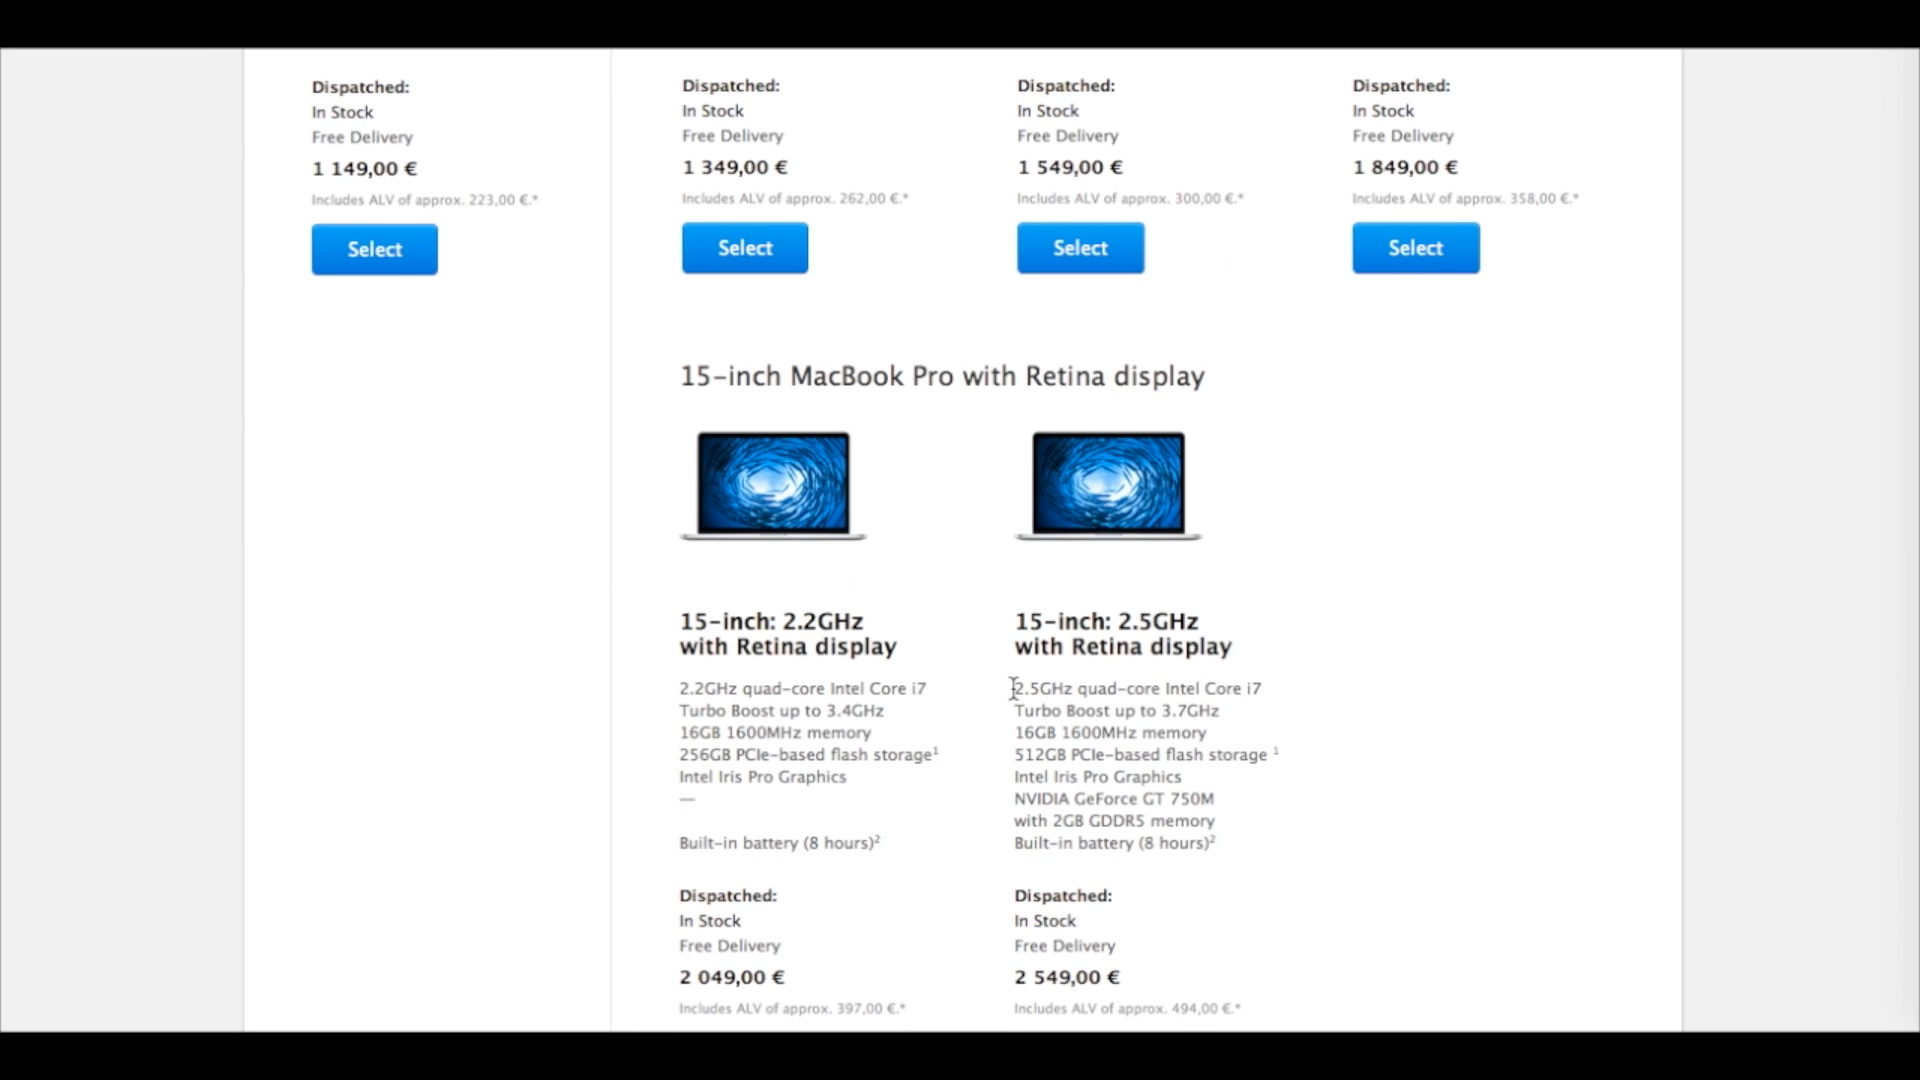 Dispatched:
In Stock
Free Delivery
1 149,00 €
Includes ALV of approx. 223,00 €.*
Select
Dispatched:
In Stock
Free Delivery
1 349,00 €
Includes ALV of approx. 262,00 €.*
Select
Dispatched:
In Stock
Free Delivery
1 549,00 €
Includes ALV of approx. 300,00 €.*
Select
Dispatched:
In Stock
Free Delivery
1 849,00 €
Includes ALV of approx. 358,00 €.*
Select
15-inch MacBook Pro with Retina display
15-inch: 2.2GHz
with Retina display
2.2GHz quad-core Intel Core i7
Turbo Boost up to 3.4GHz
16GB 1600MHz memory
256GB PCIe-based flash storage¹
Intel Iris Pro Graphics
—
Built-in battery (8 hours)²
Dispatched:
In Stock
Free Delivery
2 049,00 €
Includes ALV of approx. 397,00 €.*
15-inch: 2.5GHz
with Retina display
2.5GHz quad-core Intel Core i7
Turbo Boost up to 3.7GHz
16GB 1600MHz memory
512GB PCIe-based flash storage ¹
Intel Iris Pro Graphics
NVIDIA GeForce GT 750M
with 2GB GDDR5 memory
Built-in battery (8 hours)²
Dispatched:
In Stock
Free Delivery
2 549,00 €
Includes ALV of approx. 494,00 €.*